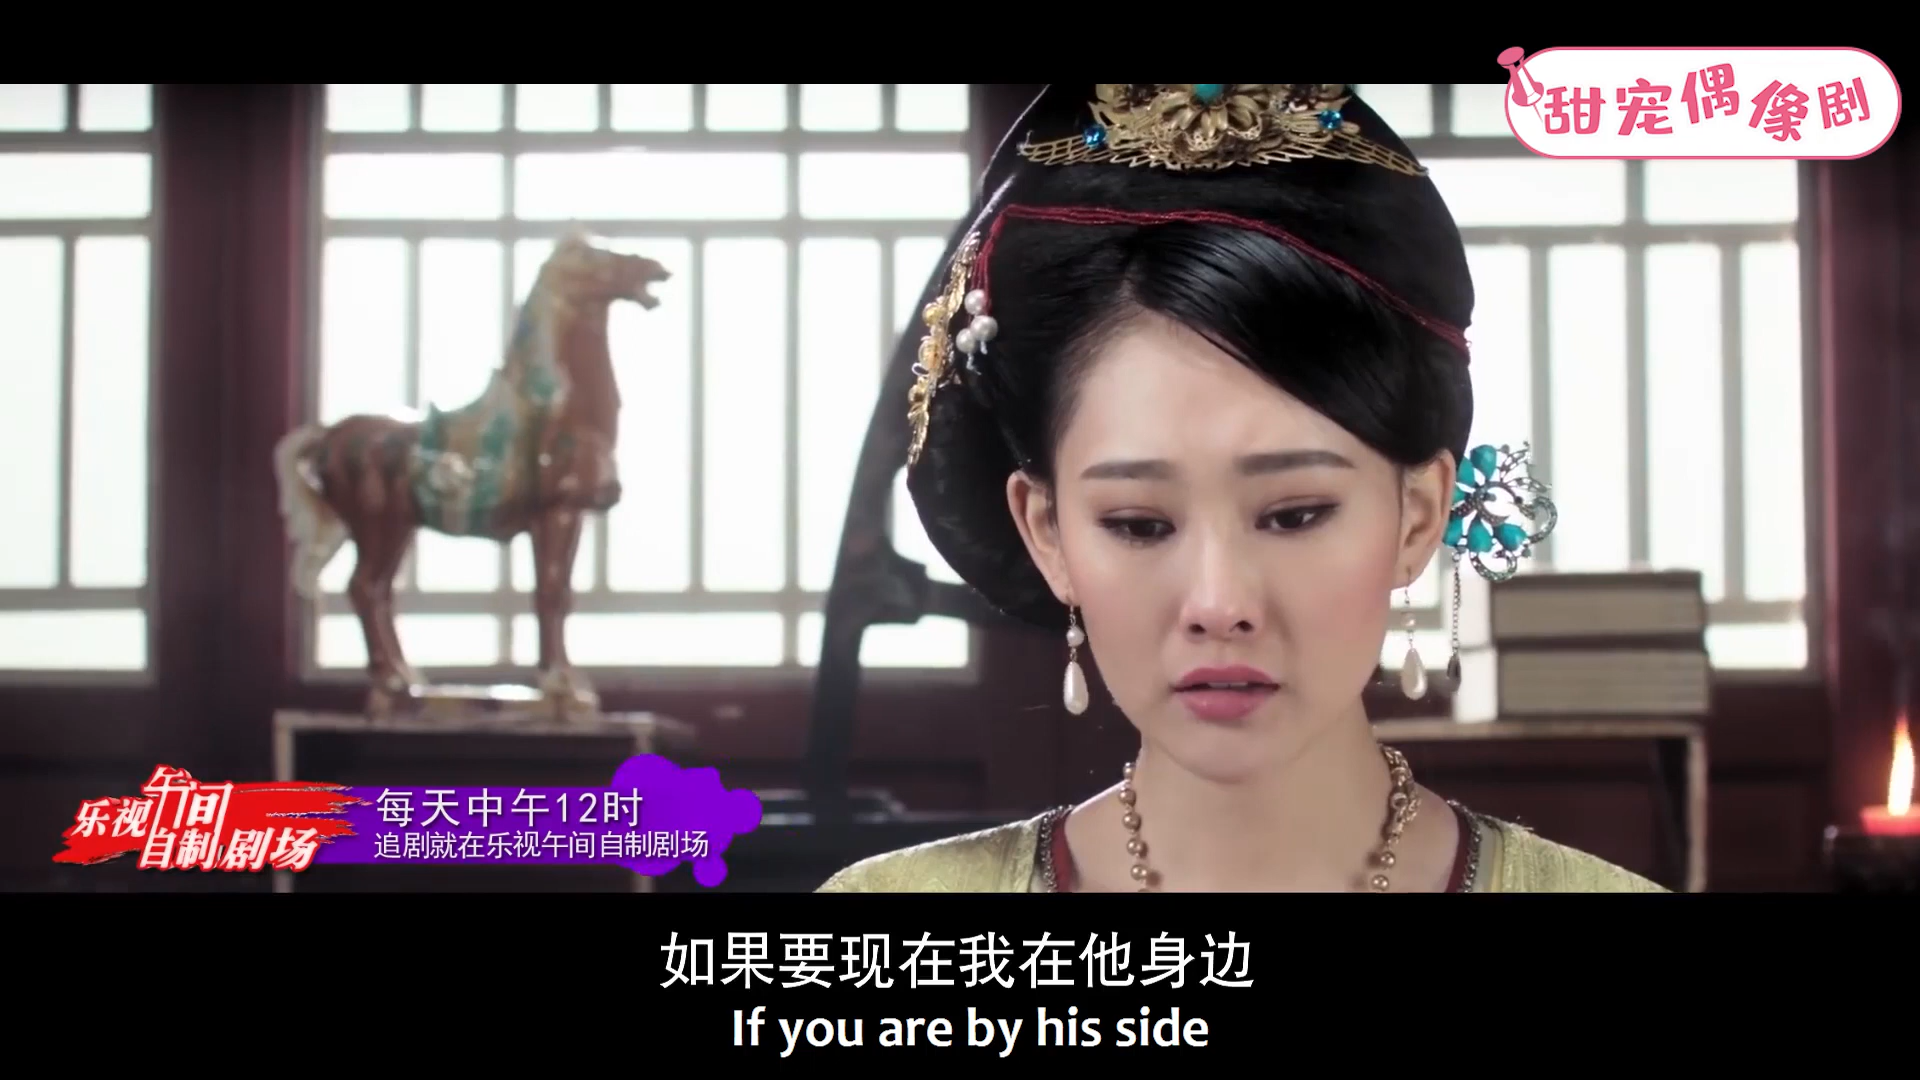 甜宠偶像剧
乐视午间自制剧场
每天中午12时
追剧就在乐视午间自制剧场
如果要现在我在他身边
If you are by his side